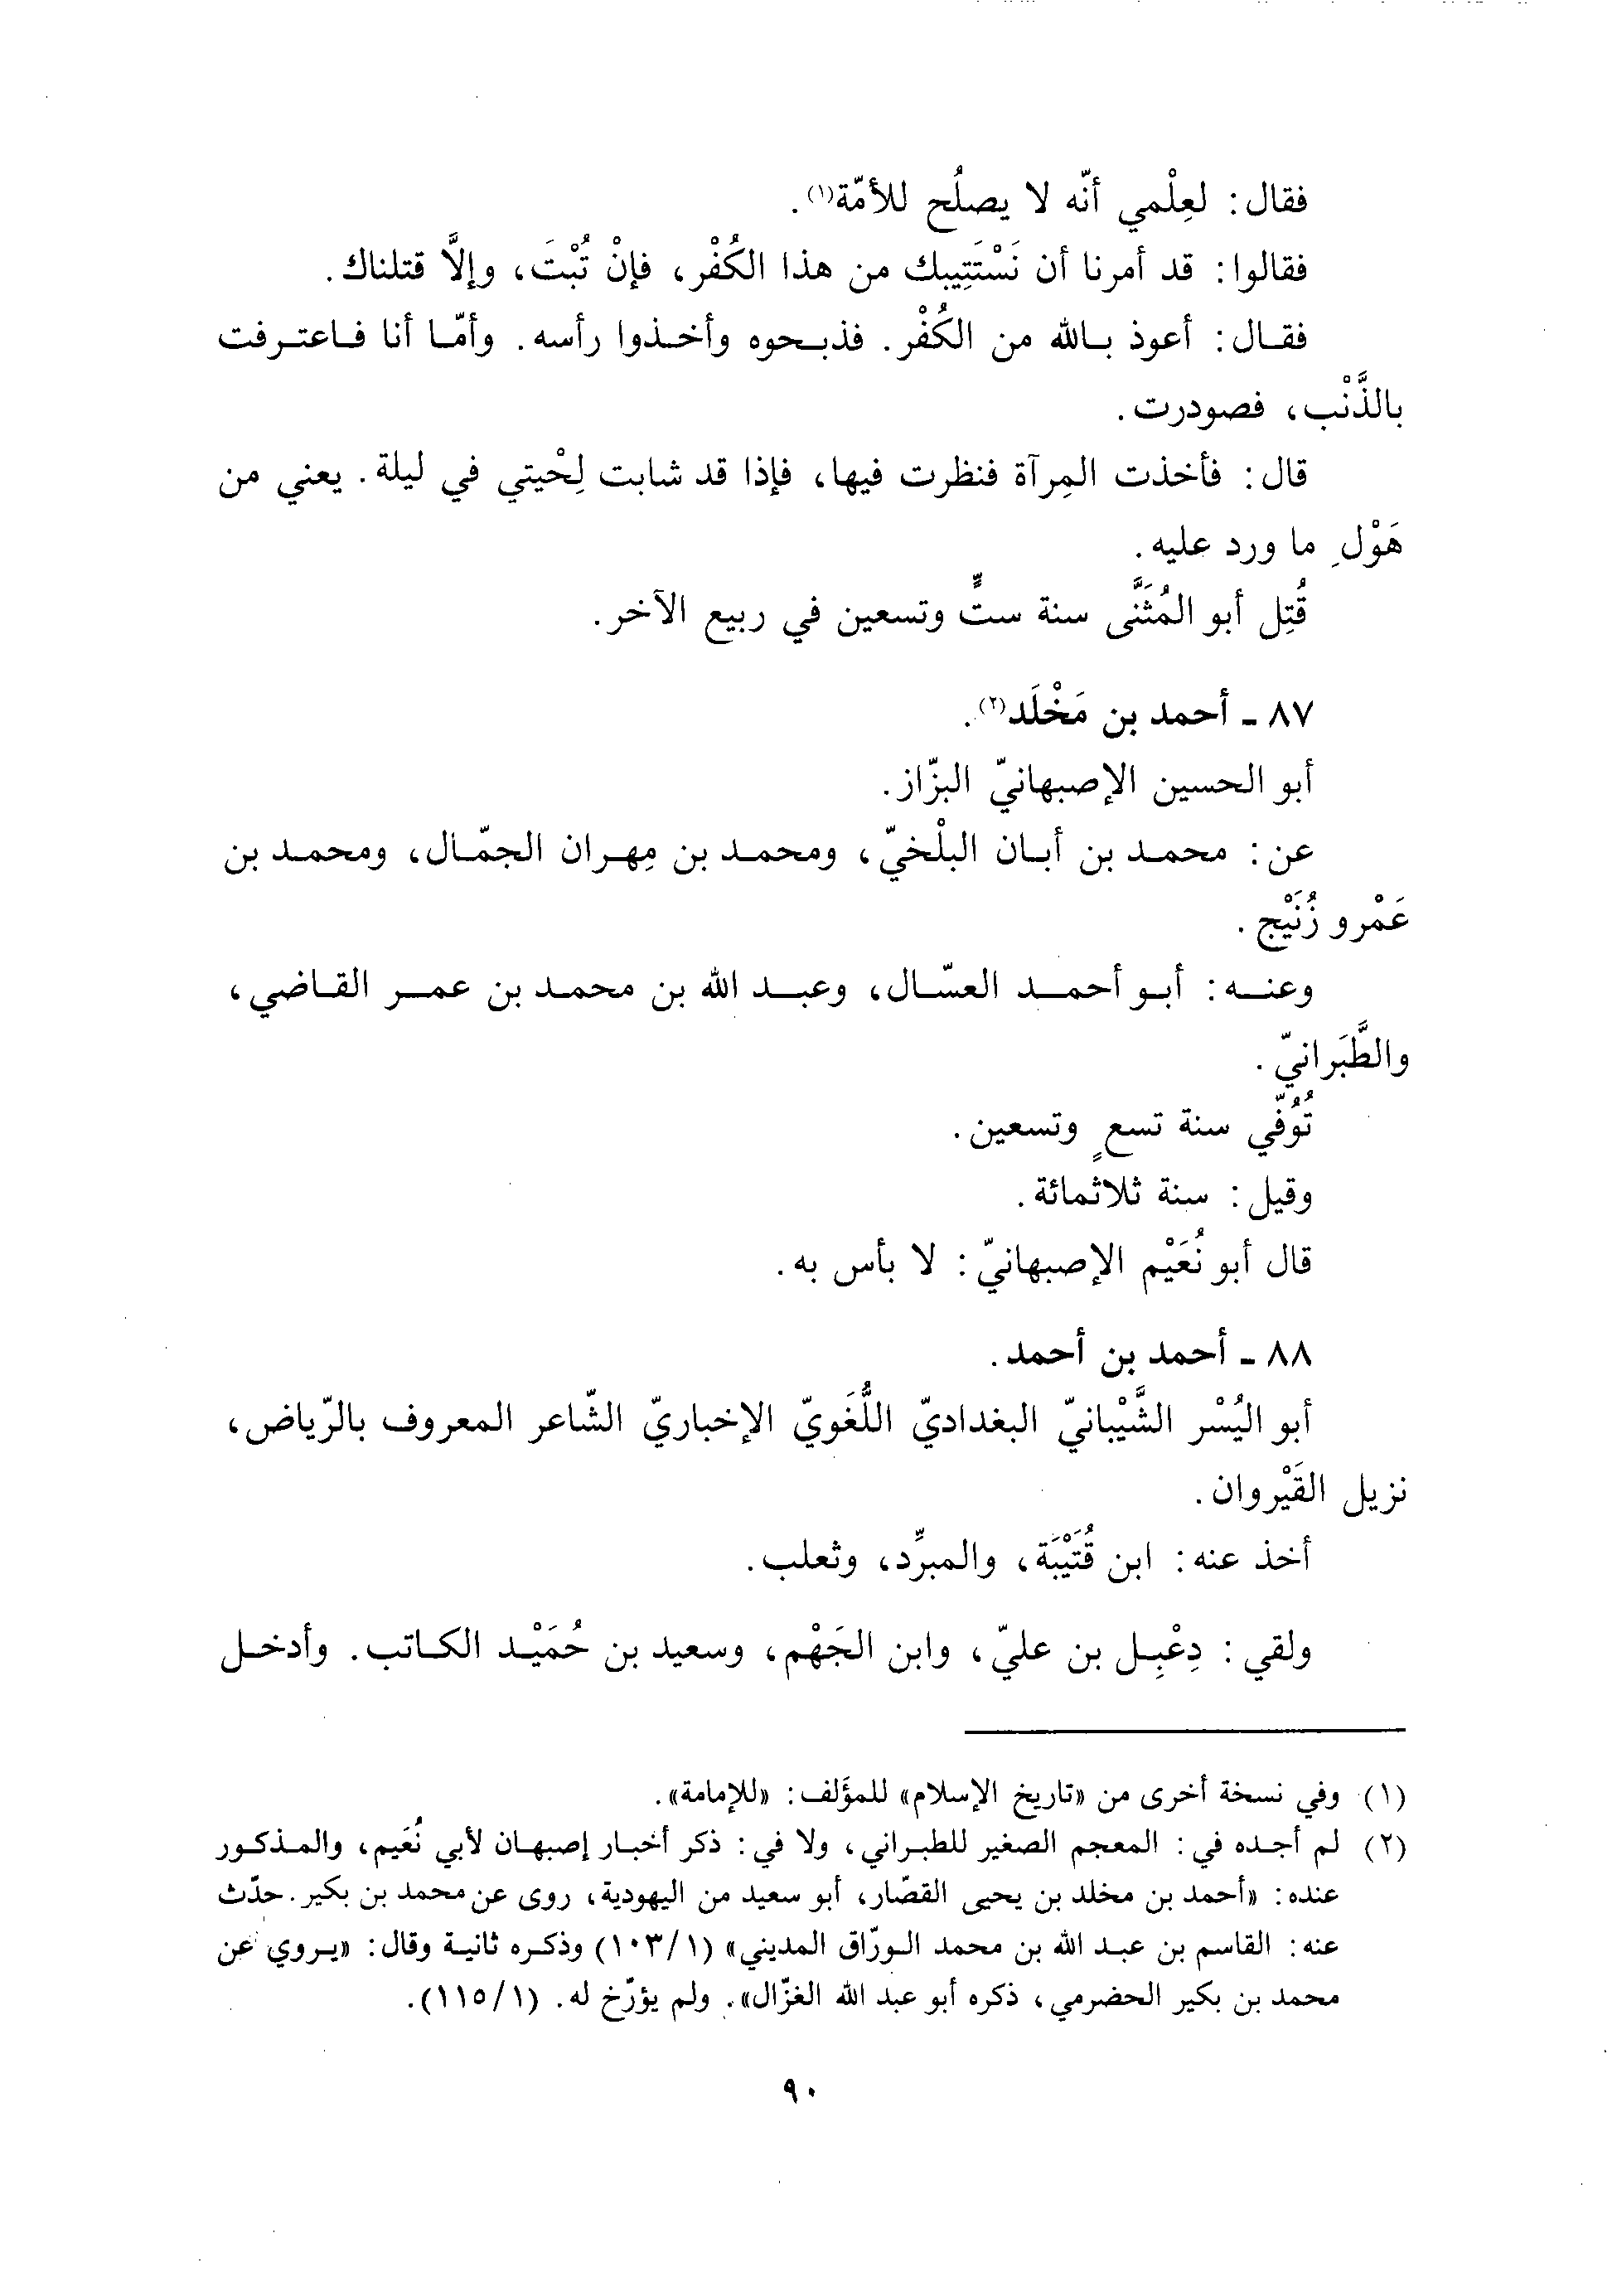 فقال: لعِلْمي أنّه لا يصلُح للأمّة(١).
فقالوا: قد أمرنا أن نَسْتَتِيبك من هذا الكُفْر، فإنْ تُبْتَ، وإلاَّ قتلناك.
فقال: أعوذ بالله من الكُفْر. فذبحوه وأخذوا رأسه. وأمّا أنا فاعترفت
بالذَّنْب، فصودرت.
قال: فأخذت المِرآة فنظرت فيها، فإذا قد شابت لِحْيتي في ليلة. يعني من
هَوْلِ ما ورد عليه.
قُتِل أبو المُثَنَّى سنة ستٍّ وتسعين في ربيع الآخر.
٨٧ - أحمد بن مَخْلَد(٢).
أبو الحسين الإصبهانيّ البزّاز.
عن: محمد بن أبان البلْخيّ، ومحمد بن مِهران الجمّال، ومحمد بن
عَمْرو زُنَيْج.
وعنه: أبو أحمد العسّال، وعبد الله بن محمد بن عمر القاضي،
والطَّبَرانيّ.
تُوُفّي سنة تسعٍ وتسعين.
وقيل: سنة ثلاثمائة.
قال أبو نُعَيْم الإصبهانيّ: لا بأس به.
٨٨ - أحمد بن أحمد.
أبو اليُسْر الشَّيْبانيّ البغداديّ اللُّغَويّ الإخباريّ الشّاعر المعروف بالرّياض،
نزيل القَيْروان.
أخذ عنه: ابن قُتَيْبَة، والمبرِّد، وثعلب.
ولقي: دِعْبِل بن عليّ، وابن الجَهْم، وسعيد بن حُمَيْد الكاتب. وأدخل
(١) وفي نسخة أخرى من «تاريخ الإسلام» للمؤَلف: «للإمامة».
(٢) لم أجده في: المعجم الصغير للطبراني، ولا في: ذكر أخبار إصبهان لأبي نُعَيم، والمذكور
عنده: «أحمد بن مخلد بن يحيى القصّار، أبو سعيد من اليهودية، روى عن محمد بن بكير. حدّث
عنه: القاسم بن عبد الله بن محمد الورّاق المديني» (١٠٣/١) وذكره ثانية وقال: «يروي عن
محمد بن بكير الحضرمي، ذكره أبو عبد الله الغزّال». ولم يؤرّخ له. (١١٥/١).
٩٠